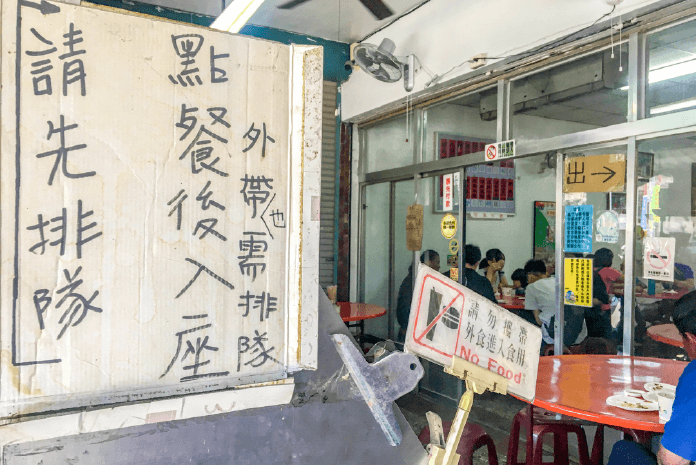 請先排隊
點餐後入座
外帶也需排隊
出→
請勿攜帶
外食進入食用
No Food